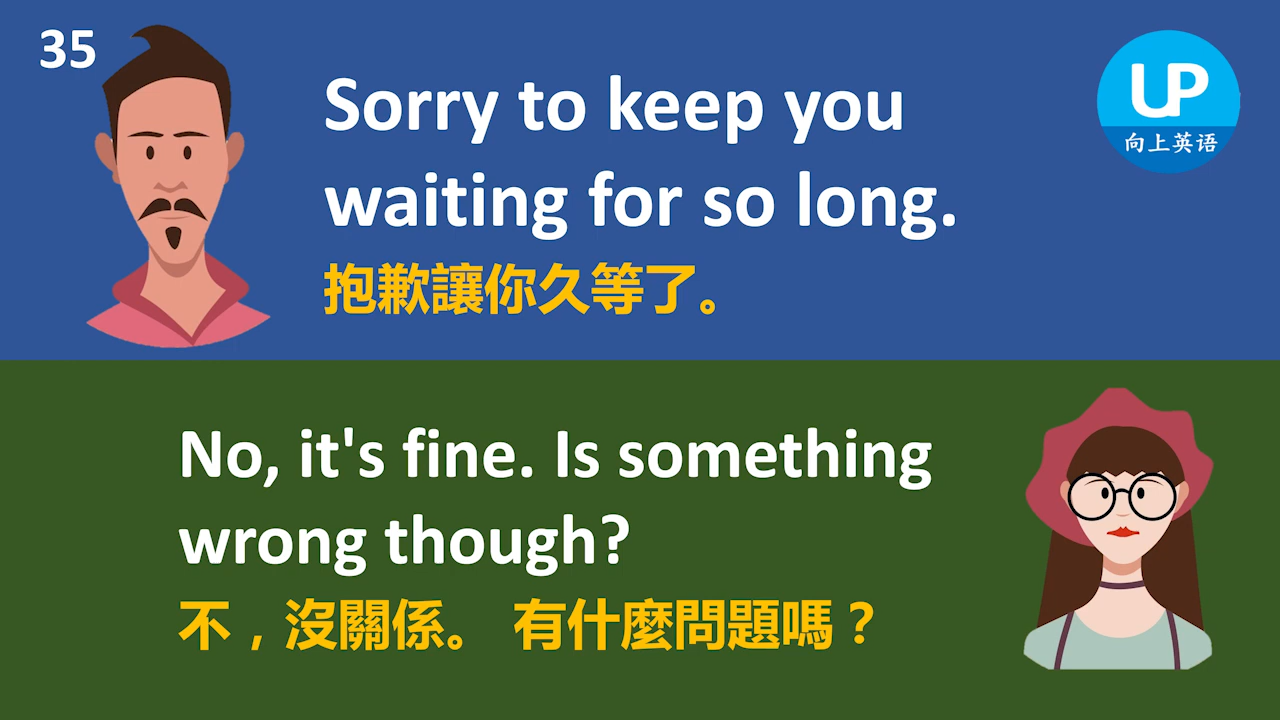 35
Sorry to keep you
waiting for so long.
抱歉讓你久等了。
UP
向上英语
No, it's fine. Is something
wrong though?
不，沒關係。 有什麼問題嗎？